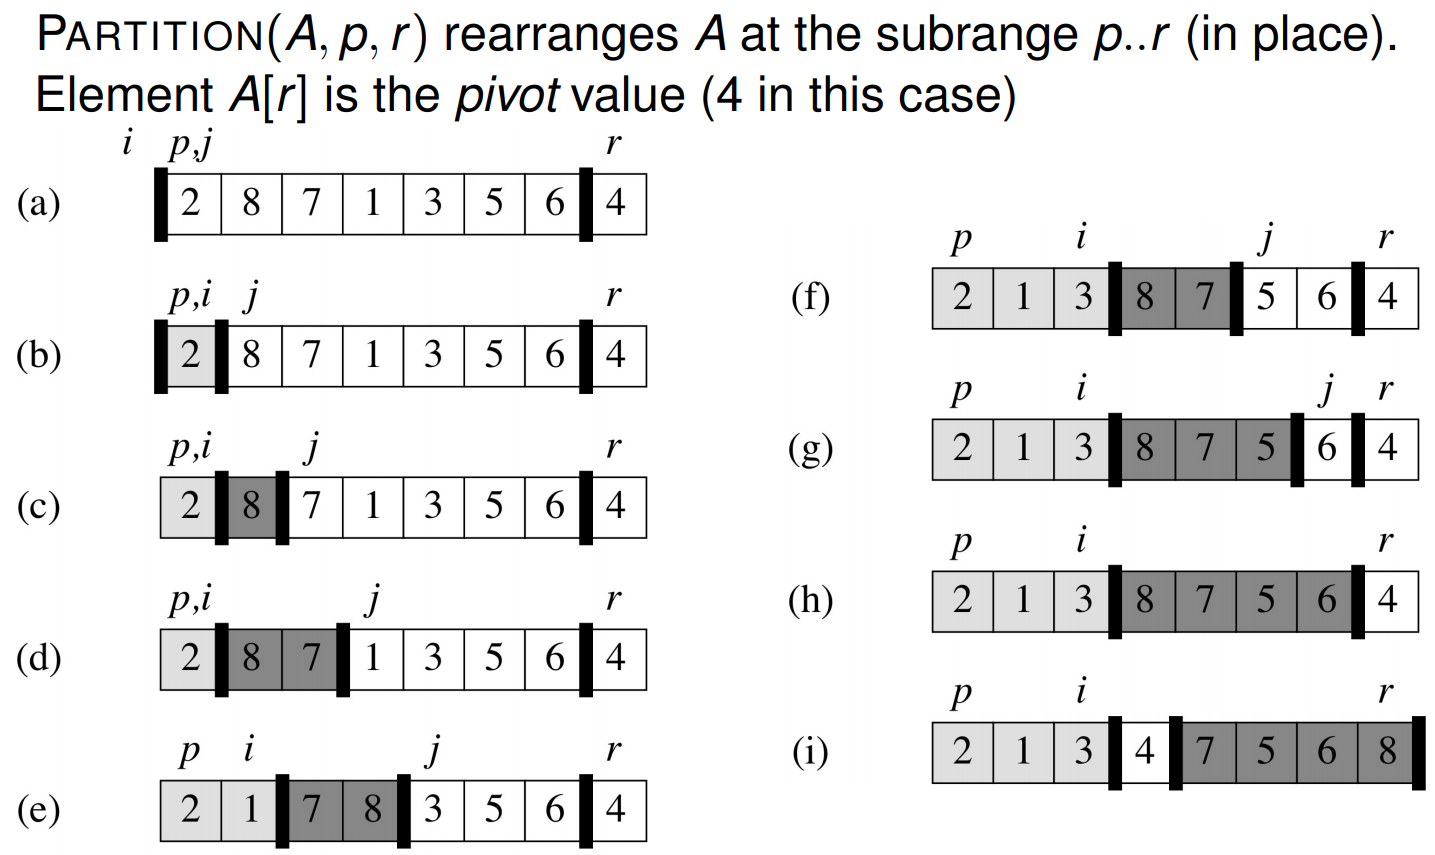 PARTITION(A, p, r) rearranges A at the subrange p..r (in place).
Element A[r] is the pivot value (4 in this case)
i p,j r
(a) 2 8 7 1 3 5 6 4
p,i j r
(b) 2 8 7 1 3 5 6 4
p,i j r
(c) 2 8 7 1 3 5 6 4
p,i j r
(d) 2 8 7 1 3 5 6 4
p i j r
(e) 2 1 7 8 3 5 6 4
p i j r
(f) 2 1 3 8 7 5 6 4
p i j r
(g) 2 1 3 8 7 5 6 4
p i r
(h) 2 1 3 8 7 5 6 4
p i r
(i) 2 1 3 4 7 5 6 8